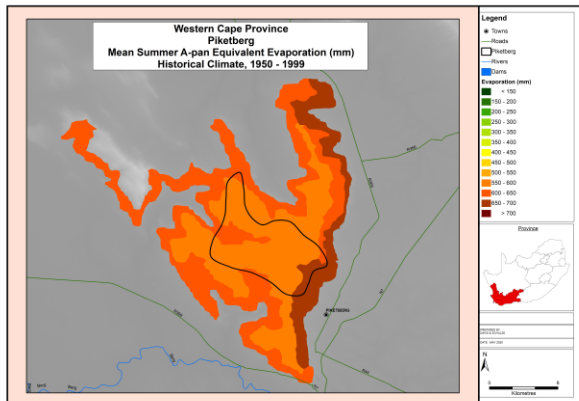 Western Cape Province
Piketberg
Mean Summer A-pan Equivalent Evaporation (mm)
Historical Climate, 1950 - 1999
PIKETBERG
Legend
Towns
Roads
Piketberg
Rivers
Dams
Evaporation (mm)
< 150
150 - 200
200 - 250
250 - 300
300 - 350
350 - 400
400 - 450
450 - 500
500 - 550
550 - 600
600 - 650
650 - 700
> 700
Province
N
0
Kilometres